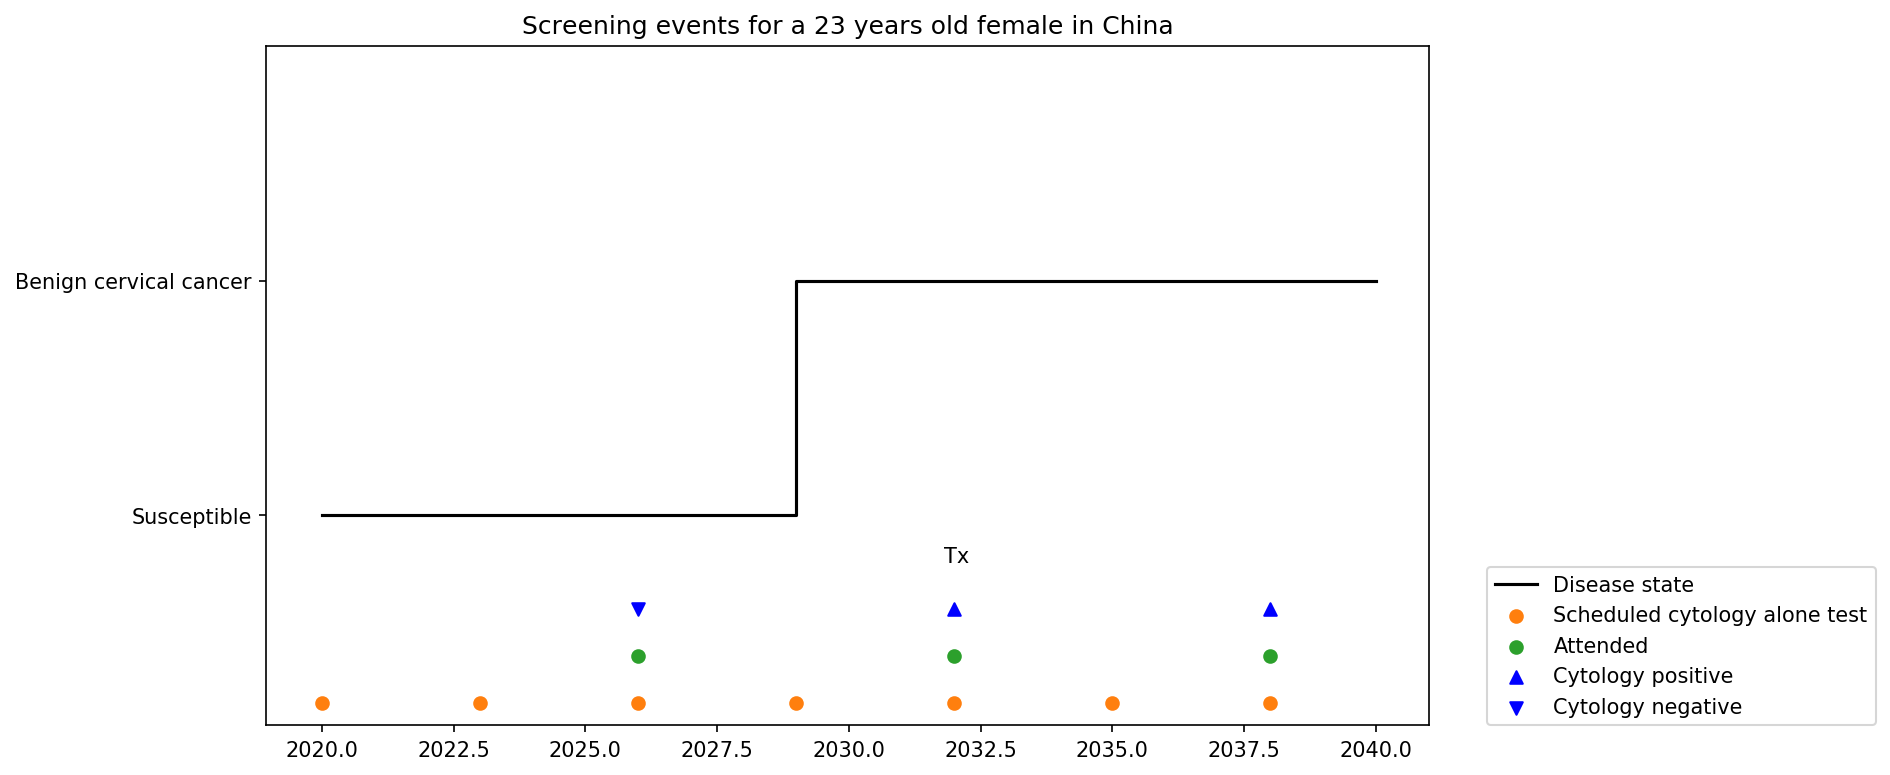 Screening events for a 23 years old female in China
Benign cervical cancer
Susceptible
Tx
2020.0 2022.5 2025.0 2027.5 2030.0 2032.5 2035.0 2037.5 2040.0
Disease state
Scheduled cytology alone test
Attended
Cytology positive
Cytology negative